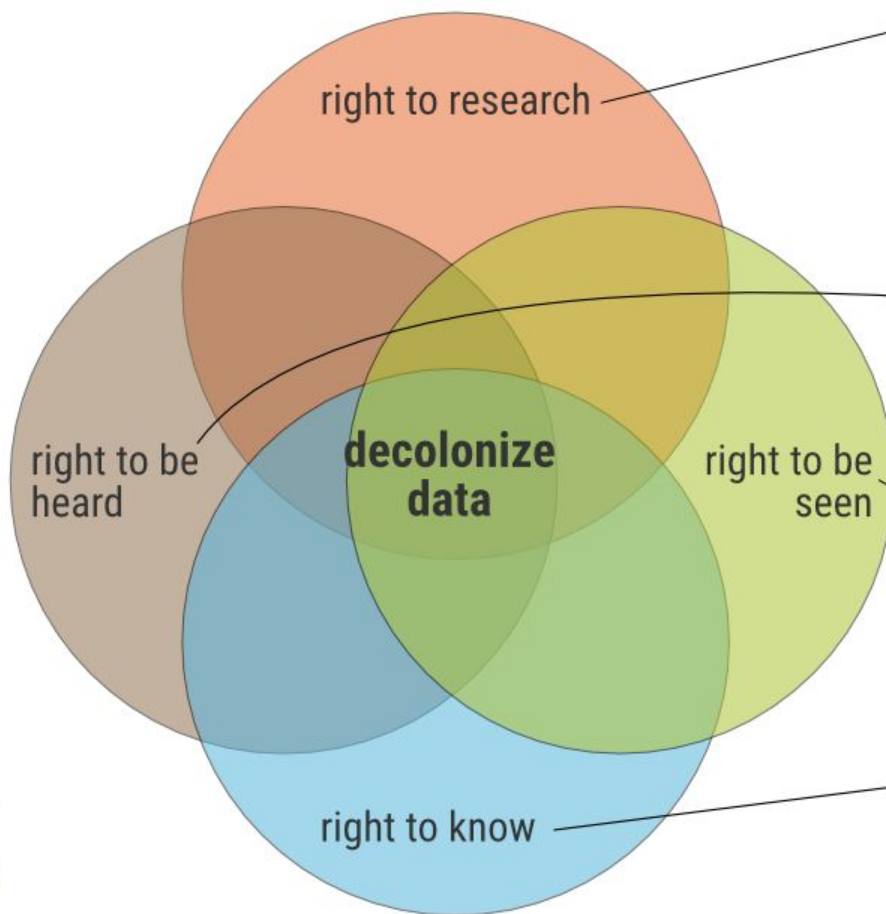 right to research
right to be
heard
decolonize
data
right to be
seen
right to know